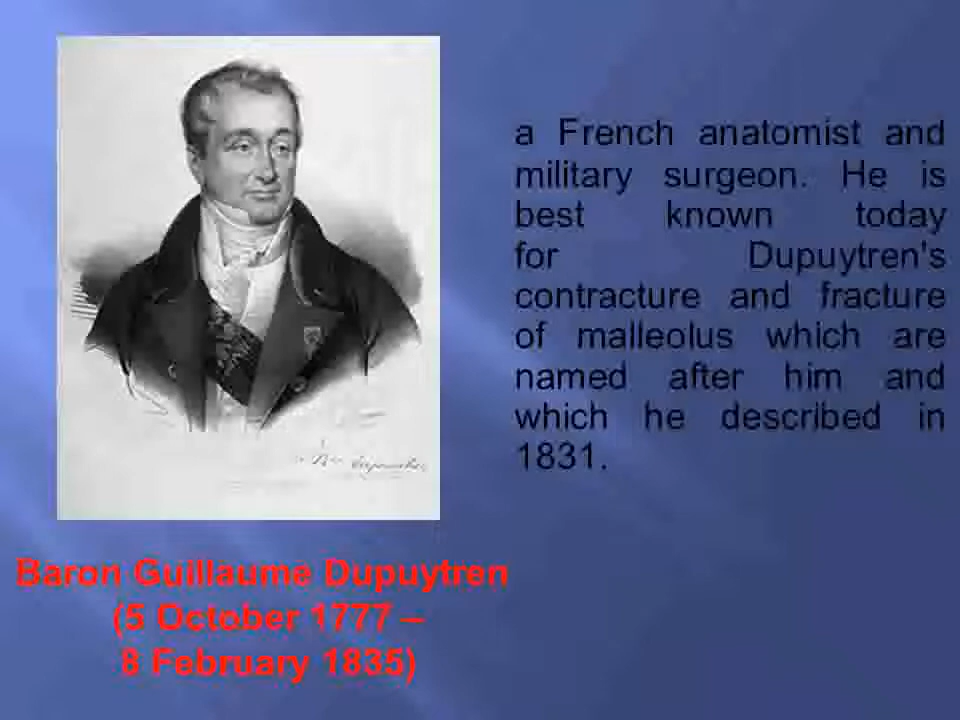 a French anatomist and
military surgeon. He is
best known today
for Dupuytren's
contracture and fracture
of malleolus which are
named after him and
which he described in
1831.
Baron Guillaume Dupuytren
(5 October 1777 –
8 February 1835)